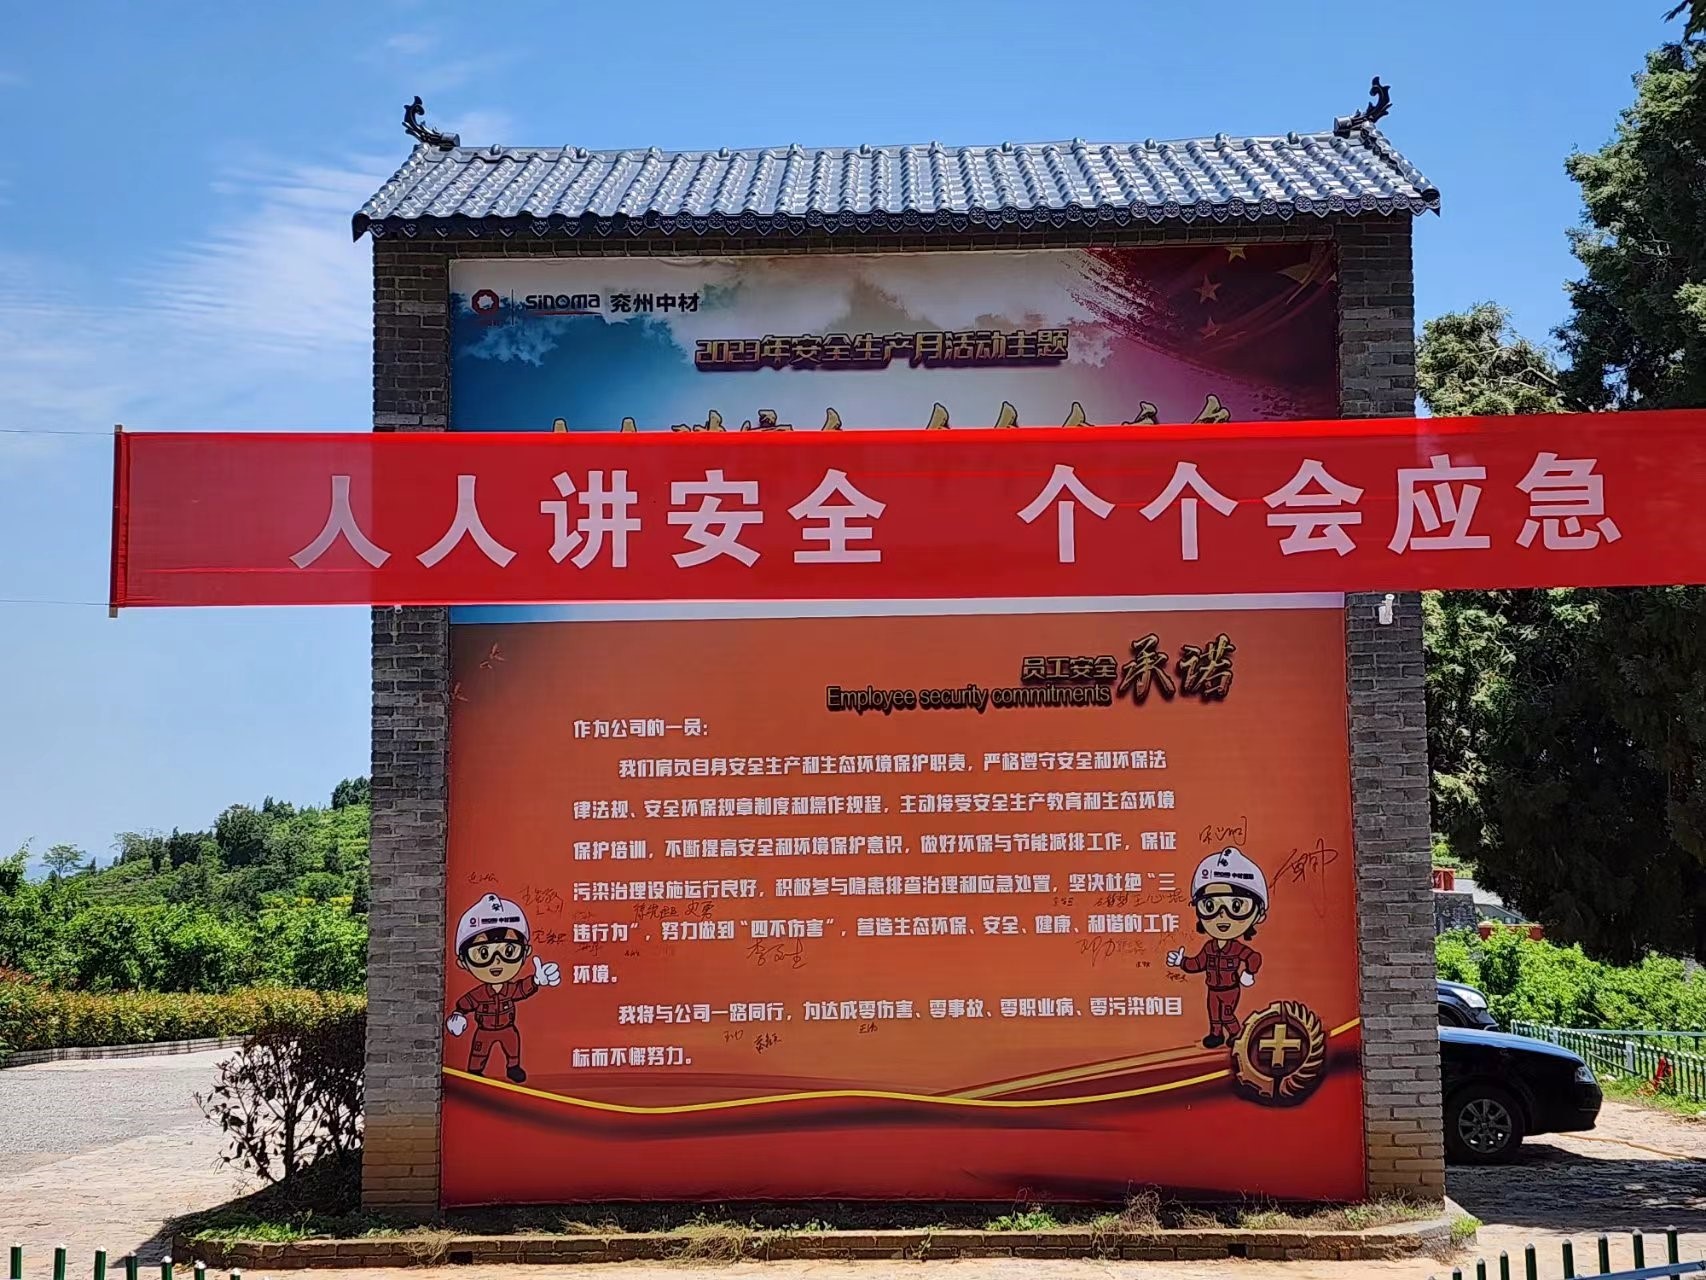 sinoma 兖州中材
2023年安全生产月活动主题
人人讲安全 个个会应急
员工安全承诺
Employee security commitments
作为公司的一员：
我们肩负自身安全生产和生态环境保护职责，严格遵守安全和环保法
律法规、安全环保规章制度和操作规程，主动接受安全生产教育和生态环境
保护培训，不断提高安全和环境保护意识，做好环保与节能减排工作，保证
污染治理设施运行良好，积极参与隐患排查治理和应急处置，坚决杜绝“三
违行为”，努力做到“四不伤害”，营造生态环保、安全、健康、和谐的工作
环境。
我将与公司一路同行，为达成零伤害、零事故、零职业病、零污染的目
标而不懈努力。